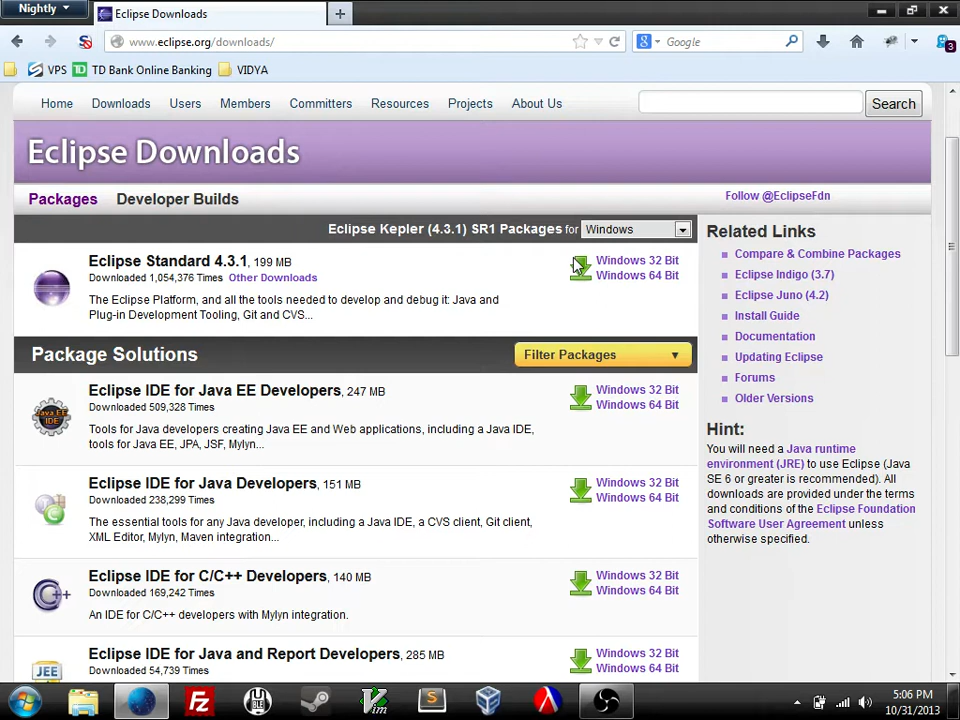 Nightly
Eclipse Downloads
www.eclipse.org/downloads/
Google
3
VPS
TD
TD Bank Online Banking
VIDYA
Home
Downloads
Users
Members
Committers
Resources
Projects
About Us
Search
Eclipse Downloads
Packages
Developer Builds
Follow @EclipseFdn
Eclipse Kepler (4.3.1) SR1 Packages for
Windows
Eclipse Standard 4.3.1, 199 MB
Downloaded 1,054,376 Times Other Downloads
The Eclipse Platform, and all the tools needed to develop and debug it: Java and
Plug-in Development Tooling, Git and CVS...
Windows 32 Bit
Windows 64 Bit
Package Solutions
Filter Packages
Java EE
IDE
Eclipse IDE for Java EE Developers, 247 MB
Downloaded 509,328 Times
Tools for Java developers creating Java EE and Web applications, including a Java IDE,
tools for Java EE, JPA, JSF, Mylyn...
Windows 32 Bit
Windows 64 Bit
Eclipse IDE for Java Developers, 151 MB
Downloaded 238,299 Times
The essential tools for any Java developer, including a Java IDE, a CVS client, Git client,
XML Editor, Mylyn, Maven integration...
Windows 32 Bit
Windows 64 Bit
Eclipse IDE for C/C++ Developers, 140 MB
Downloaded 169,242 Times
An IDE for C/C++ developers with Mylyn integration.
Windows 32 Bit
Windows 64 Bit
JEE
Eclipse IDE for Java and Report Developers, 285 MB
Downloaded 54,739 Times
Windows 32 Bit
Windows 64 Bit
Related Links
Compare & Combine Packages
Eclipse Indigo (3.7)
Eclipse Juno (4.2)
Install Guide
Documentation
Updating Eclipse
Forums
Older Versions
Hint:
You will need a Java runtime
environment (JRE) to use Eclipse (Java
SE 6 or greater is recommended). All
downloads are provided under the terms
and conditions of the Eclipse Foundation
Software User Agreement unless
otherwise specified.
Fz
BLE
Vim
S
5:06 PM
10/31/2013